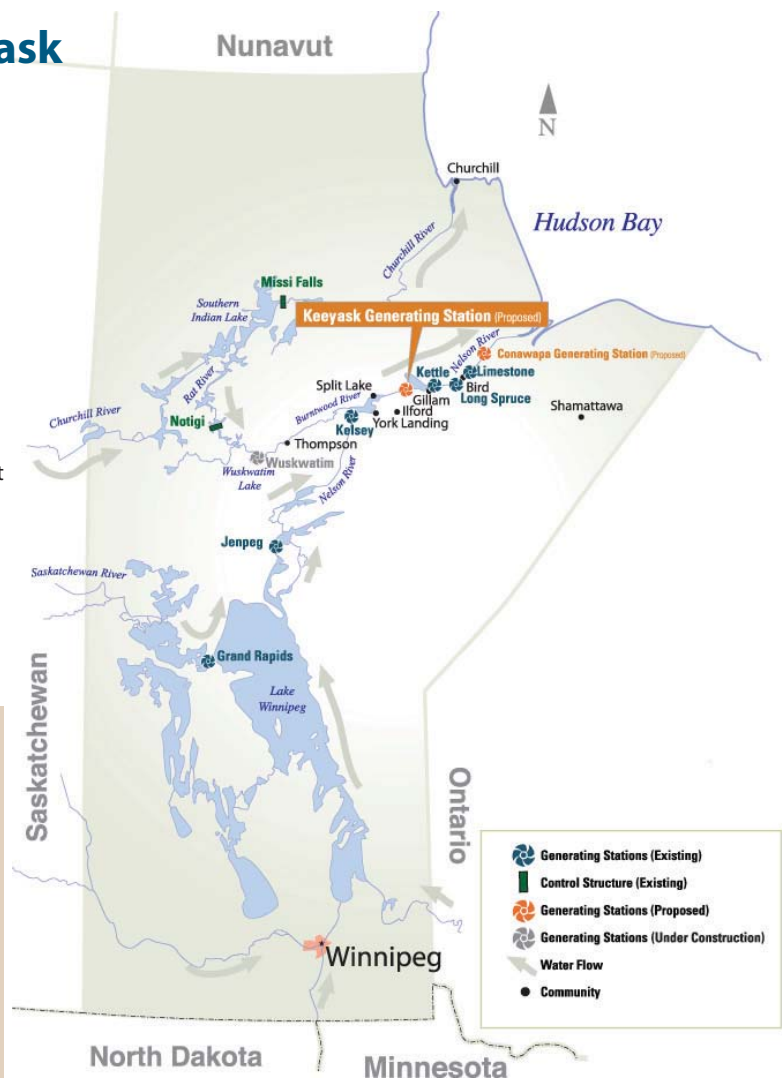 ask
Nunavut
N
Churchill
Hudson Bay
Churchill River
Missi Falls
Southern
Indian Lake
Keeyask Generating Station (Proposed)
Nelson River
Conawapa Generating Station (Proposed)
Rat River
Kettle
Limestone
Bird
Split Lake
Gillam
Long Spruce
Burntwood River
Ilford
Shamattawa
Churchill River
Notigi
Kelsey
York Landing
Thompson
Wuskwatim
Wuskwatim
Lake
Nelson River
t
Jenpeg
Saskatchewan River
Grand Rapids
Lake
Winnipeg
Saskatchewan
Ontario
Generating Stations (Existing)
Control Structure (Existing)
Generating Stations (Proposed)
Generating Stations (Under Construction)
Water Flow
Community
Winnipeg
North Dakota
Minnesota